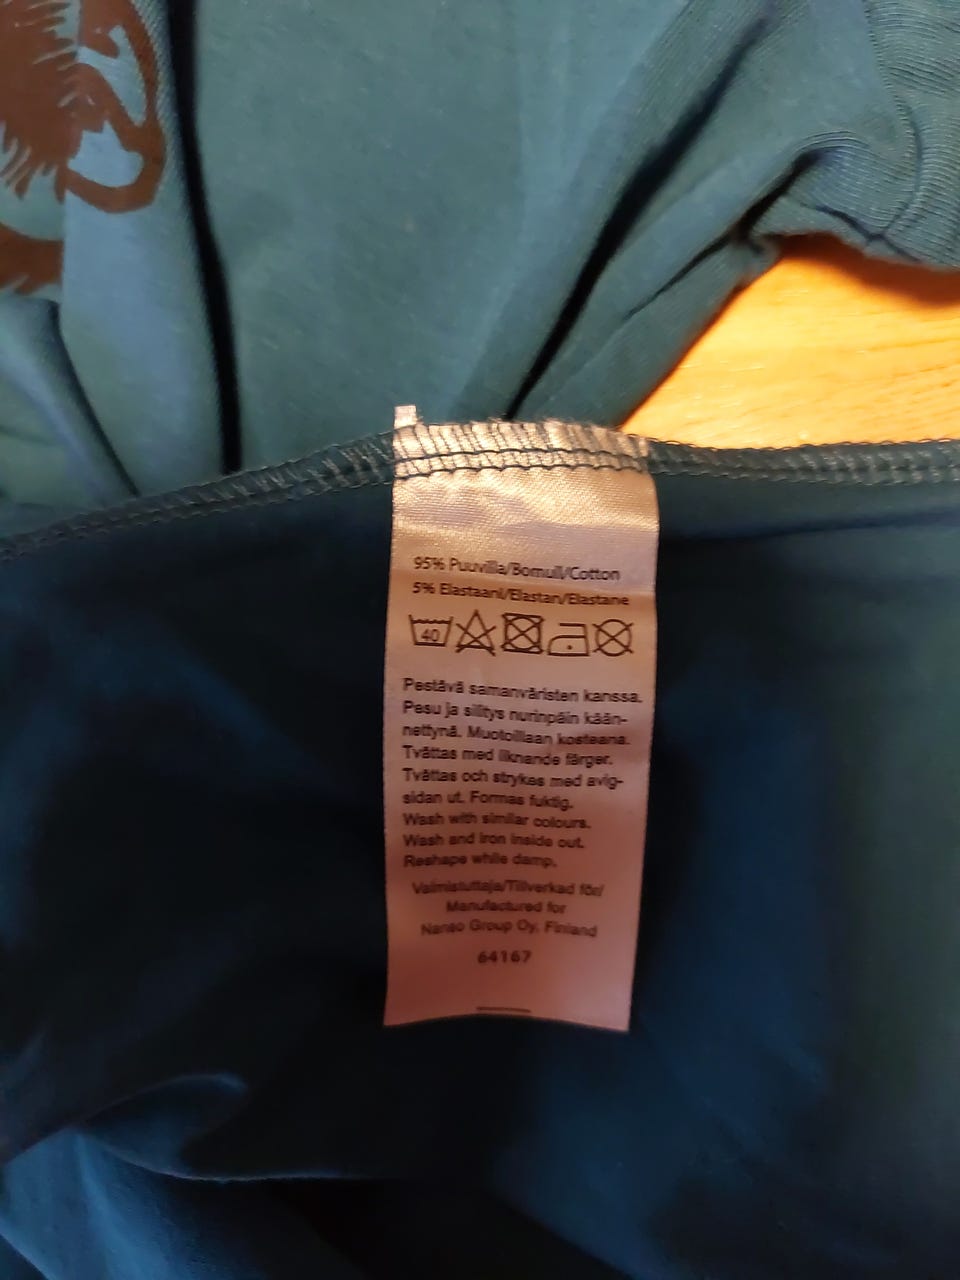 95% Puuvilla/Bomull/Cotton
5% Elastaani/Elastan/Elastane
40
Pestävä samanväristen kanssa.
Pesu ja silitys nurinpäin kään-
nettynä. Muotoillaan kosteana.
Tvättas med liknande färger.
Tvättas och strykes med avig-
sidan ut. Formas fuktig.
Wash with similar colours.
Wash and iron inside out.
Reshape while damp.
Valmistuttaja/Tillverkad för/
Manufactured for
Nanso Group Oy, Finland
64167